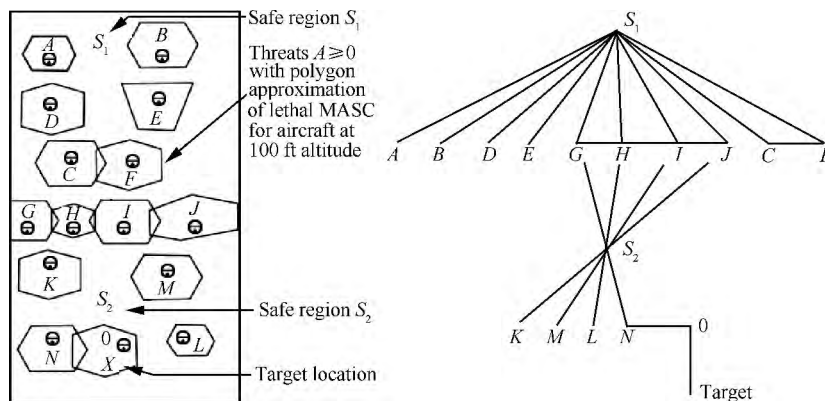 Safe region S₁
Threats A⩾0
with polygon
approximation
of lethal MASC
for aircraft at
100 ft altitude
A
S₁
B
D
E
C
F
G
H
I
J
K
M
S₂
Safe region S₂
N
0
X
L
Target location
S₁
A B D E G H I J C
S₂
K M L N 0
Target